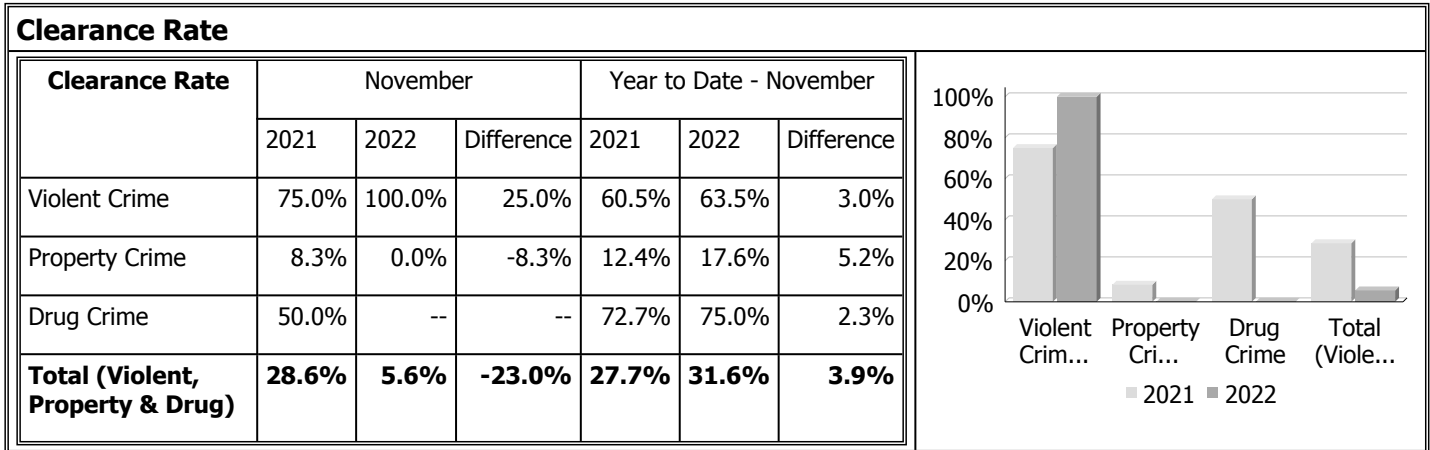 Clearance Rate
Clearance Rate November Year to Date - November
2021 2022 Difference 2021 2022 Difference
Violent Crime 75.0% 100.0% 25.0% 60.5% 63.5% 3.0%
Property Crime 8.3% 0.0% -8.3% 12.4% 17.6% 5.2%
Drug Crime 50.0% -- -- 72.7% 75.0% 2.3%
Total (Violent,
Property & Drug) 28.6% 5.6% -23.0% 27.7% 31.6% 3.9%
100%
80%
60%
40%
20%
0%
Violent Property Drug Total
Crim... Cri... Crime (Viole...
2021 2022